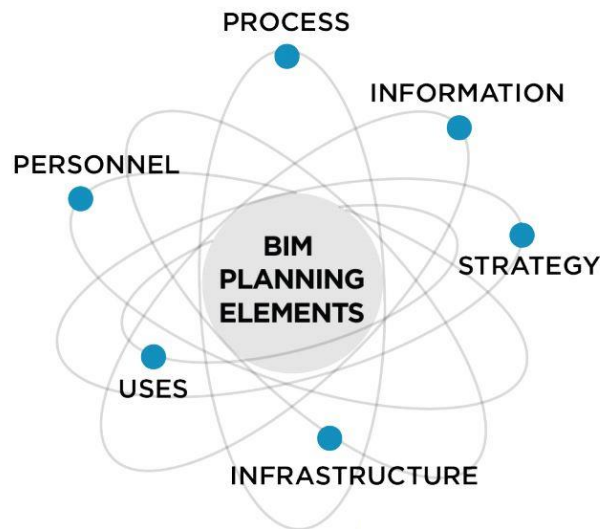 PROCESS
INFORMATION
PERSONNEL
STRATEGY
BIM
PLANNING
ELEMENTS
USES
INFRASTRUCTURE